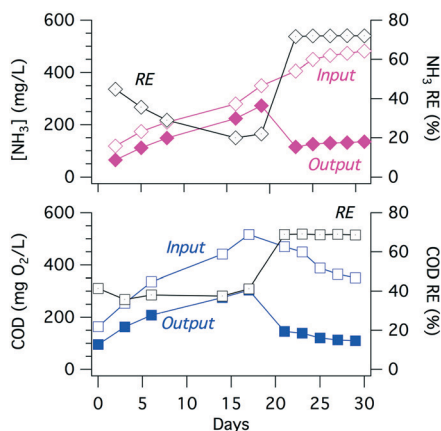 600
400
200
0
[NH3] (mg/L)
RE
Input
Output
80
60
40
20
0
NH3 RE (%)
600
400
200
0
COD (mg O2/L)
RE
Input
Output
80
60
40
20
0
COD RE (%)
0 5 10 15 20 25 30
Days